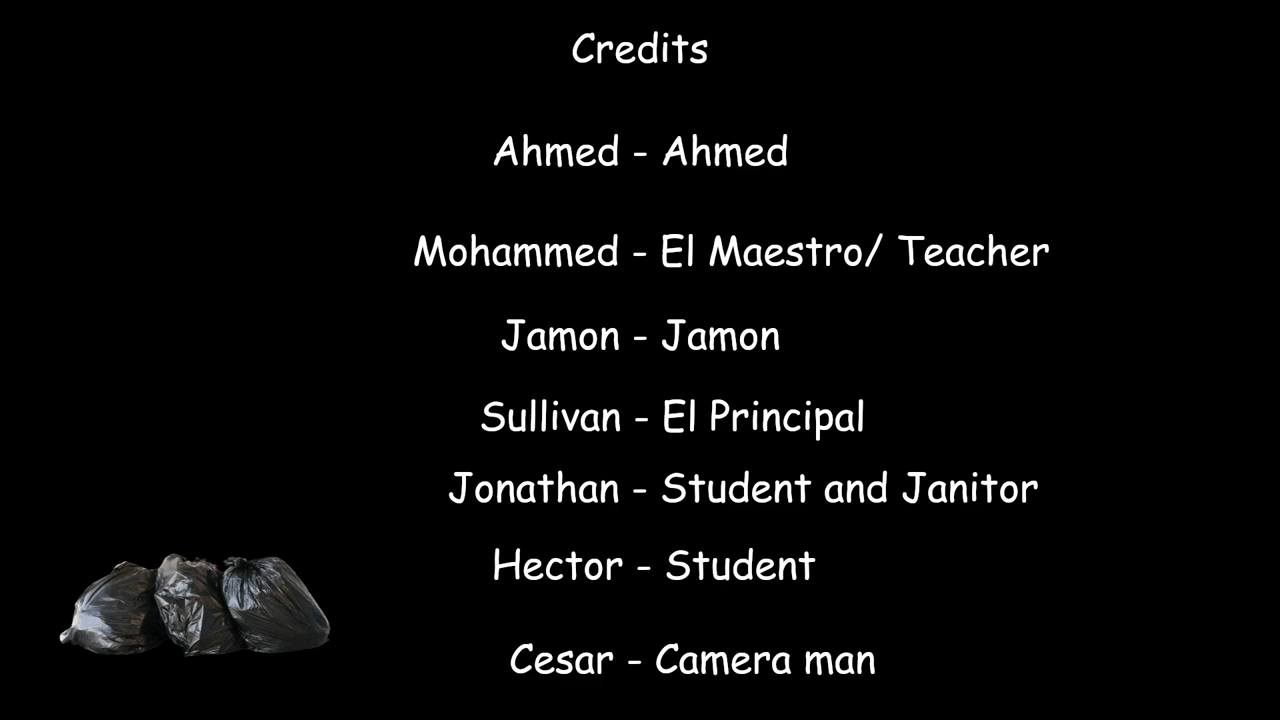 Credits
Ahmed - Ahmed
Mohammed - El Maestro/ Teacher
Jamon - Jamon
Sullivan - El Principal
Jonathan - Student and Janitor
Hector - Student
Cesar - Camera man